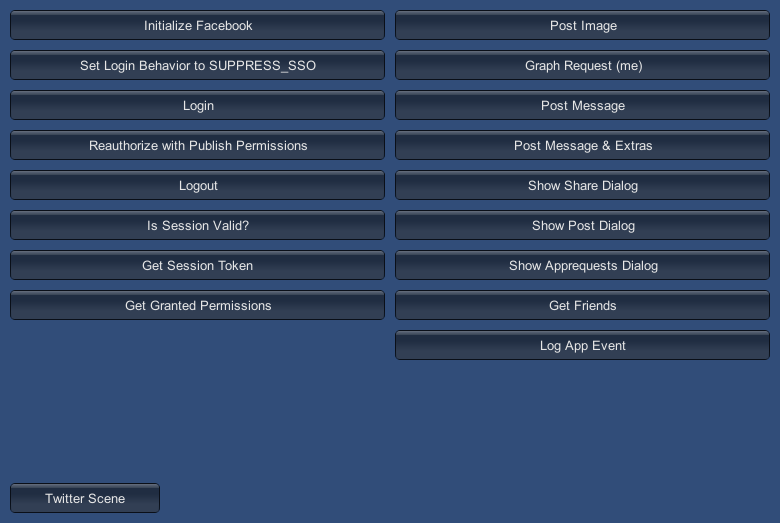 Initialize Facebook
Set Login Behavior to SUPPRESS_SSO
Login
Reauthorize with Publish Permissions
Logout
Is Session Valid?
Get Session Token
Get Granted Permissions
Post Image
Graph Request (me)
Post Message
Post Message & Extras
Show Share Dialog
Show Post Dialog
Show Apprequests Dialog
Get Friends
Log App Event
Twitter Scene